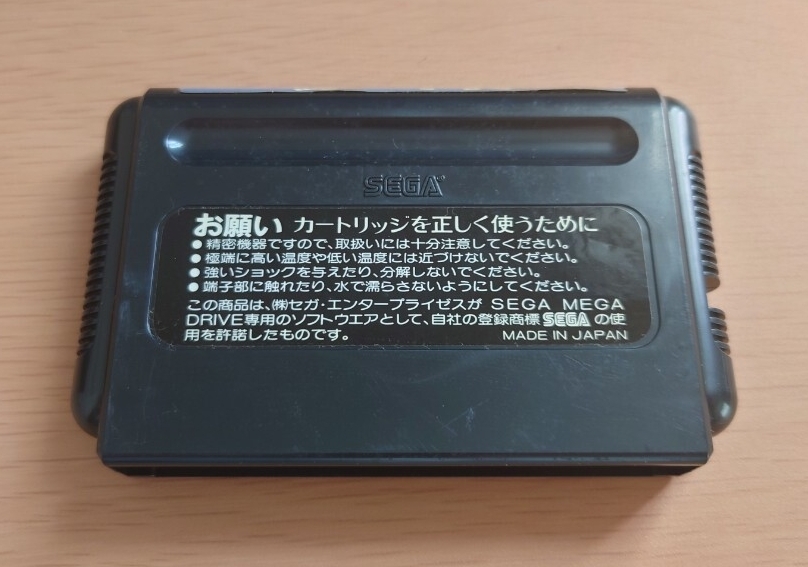 SEGA
お願い カートリッジを正しく使うために
●精密機器ですので、取扱いには十分注意してください。
●極端に高い温度や低い温度には近づけないでください。
●強いショックを与えたり、分解しないでください。
●端子部に触れたり、水で濡らさないようにしてください。
この商品は、㈱セガ・エンタープライゼスが SEGA MEGA
DRIVE専用のソフトウエアとして、自社の登録商標SEGA の使
用を許諾したものです。 MADE IN JAPAN